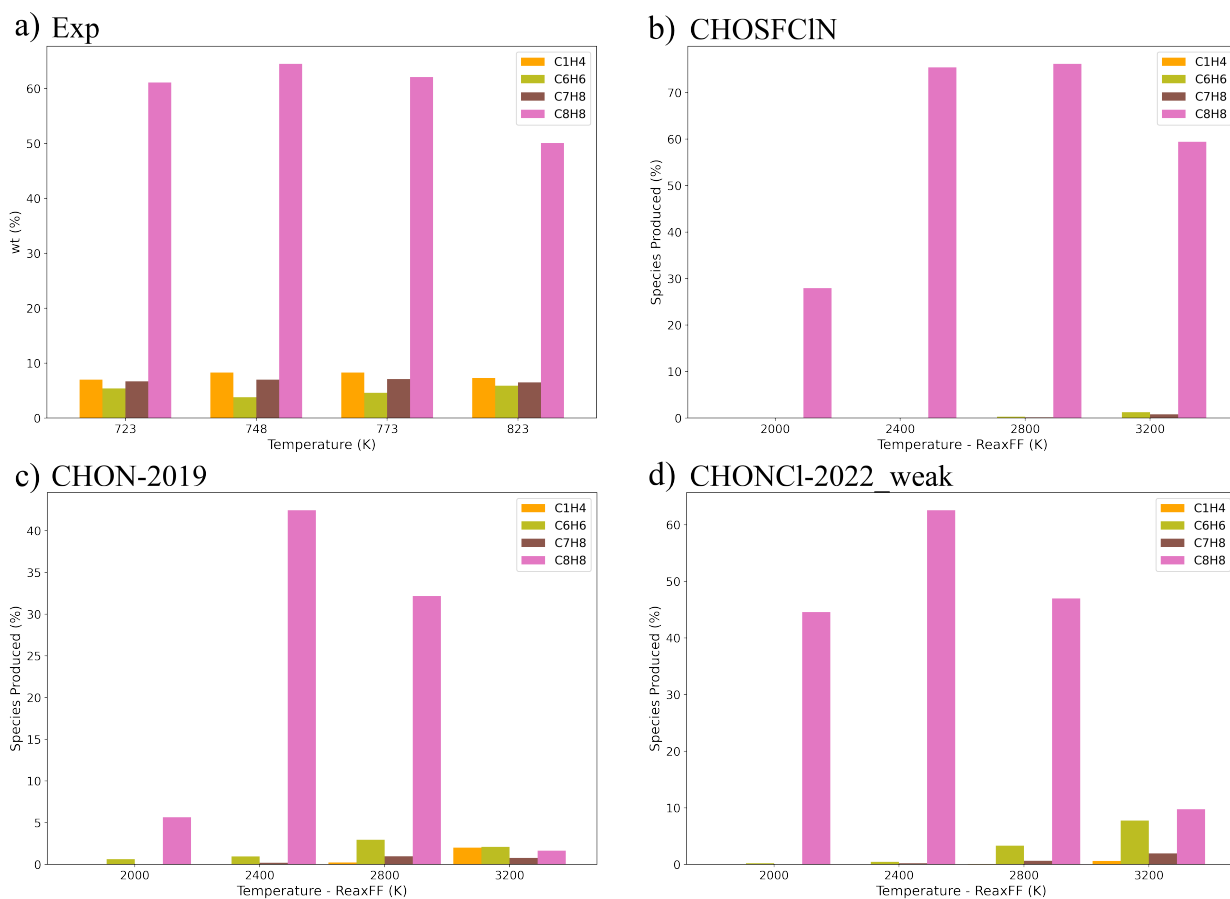 a) Exp
wt (%)
60
50
40
30
20
10
0
C1H4
C6H6
C7H8
C8H8
723 748 773 823
Temperature (K)
b) CHOSFClN
Species Produced (%)
70
60
50
40
30
20
10
0
C1H4
C6H6
C7H8
C8H8
2000 2400 2800 3200
Temperature - ReaxFF (K)
c) CHON-2019
Species Produced (%)
40
35
30
25
20
15
10
5
0
C1H4
C6H6
C7H8
C8H8
2000 2400 2800 3200
Temperature - ReaxFF (K)
d) CHONCl-2022_weak
Species Produced (%)
60
50
40
30
20
10
0
C1H4
C6H6
C7H8
C8H8
2000 2400 2800 3200
Temperature - ReaxFF (K)